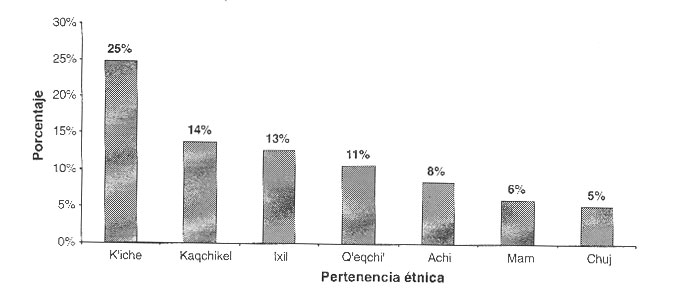 30%
25%
20%
15%
10%
5%
0%
Porcentaje
25%
14%
13%
11%
8%
6%
5%
K'iche
Kaqchikel
Ixil
Q'eqchi'
Achi
Mam
Chuj
Pertenencia étnica